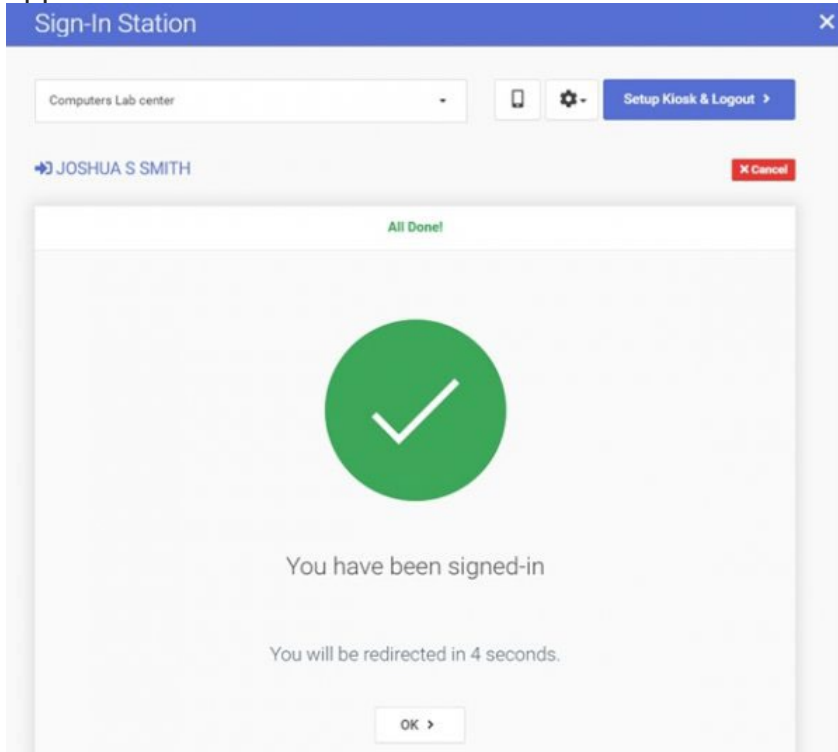 Sign-In Station
Computers Lab center
Setup Kiosk & Logout
JOSHUA S SMITH
Cancel
All Done!
You have been signed-in
You will be redirected in 4 seconds.
OK